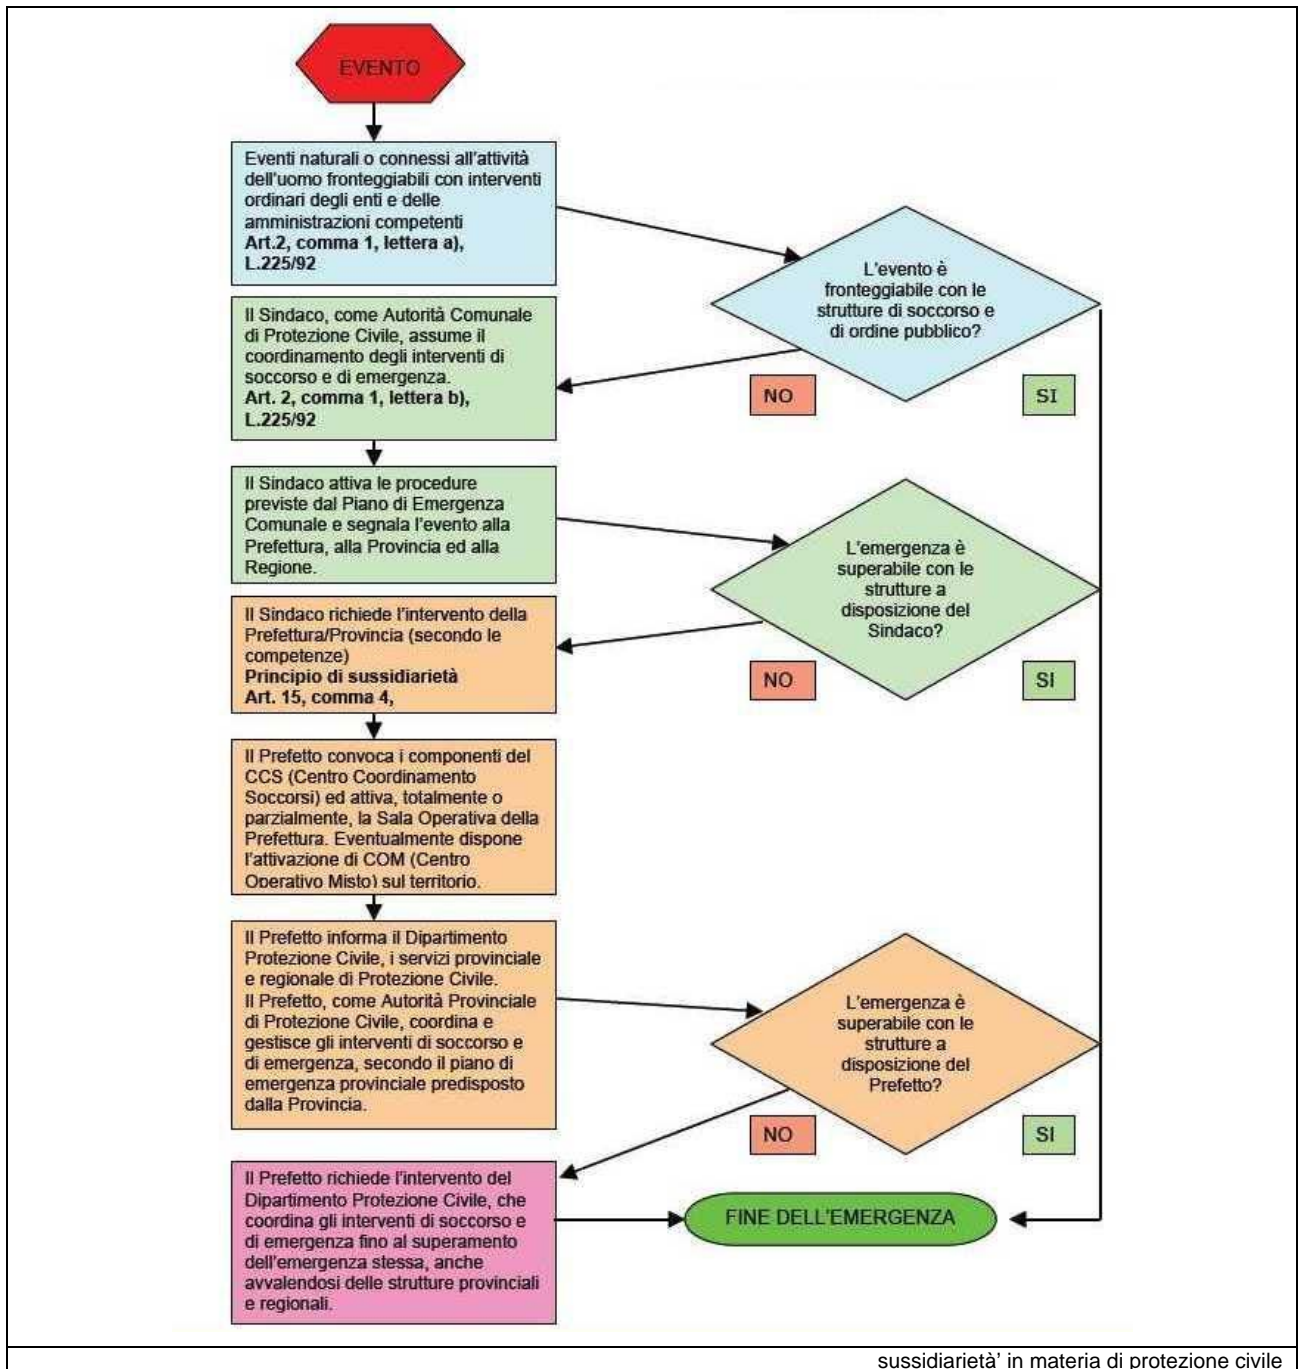 EVENTO
Eventi naturali o connessi all'attività
dell'uomo fronteggiabili con interventi
ordinari degli enti e delle
amministrazioni competenti
Art.2, comma 1, lettera a),
L.225/92
L'evento è
fronteggiabile con le
strutture di soccorso e
di ordine pubblico?
Il Sindaco, come Autorità Comunale
di Protezione Civile, assume il
coordinamento degli interventi di
soccorso e di emergenza.
Art. 2, comma 1, lettera b),
L.225/92
NO
SI
Il Sindaco attiva le procedure
previste dal Piano di Emergenza
Comunale e segnala l'evento alla
Prefettura, alla Provincia ed alla
Regione.
L'emergenza è
superabile con le
strutture a
disposizione del
Sindaco?
Il Sindaco richiede l'intervento della
Prefettura/Provincia (secondo le
competenze)
Principio di sussidiarietà
Art. 15, comma 4,
NO
SI
Il Prefetto convoca i componenti del
CCS (Centro Coordinamento
Soccorsi) ed attiva, totalmente o
parzialmente, la Sala Operativa della
Prefettura. Eventualmente dispone
l'attivazione di COM (Centro
Operativo Misto) sul territorio.
Il Prefetto informa il Dipartimento
Protezione Civile, i servizi provinciale
e regionale di Protezione Civile.
Il Prefetto, come Autorità Provinciale
di Protezione Civile, coordina e
gestisce gli interventi di soccorso e
di emergenza, secondo il piano di
emergenza provinciale predisposto
dalla Provincia.
L'emergenza è
superabile con le
strutture a
disposizione del
Prefetto?
NO
SI
Il Prefetto richiede l'intervento del
Dipartimento Protezione Civile, che
coordina gli interventi di soccorso e
di emergenza fino al superamento
dell'emergenza stessa, anche
avvalendosi delle strutture provinciali
e regionali.
FINE DELL'EMERGENZA
sussidiarietà' in materia di protezione civile